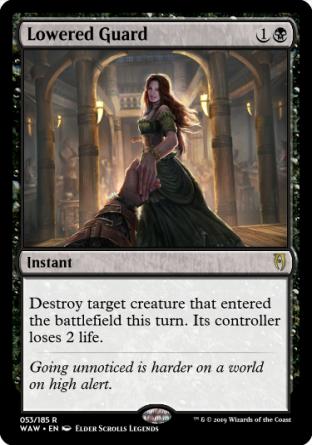 Lowered Guard 1
Instant
Destroy target creature that entered
the battlefield this turn. Its controller
loses 2 life.
Going unnoticed is harder on a world
on high alert.
053/185 R
WAW • EN ELDER SCROLLS LEGENDS
™ & © 2019 Wizards of the Coast